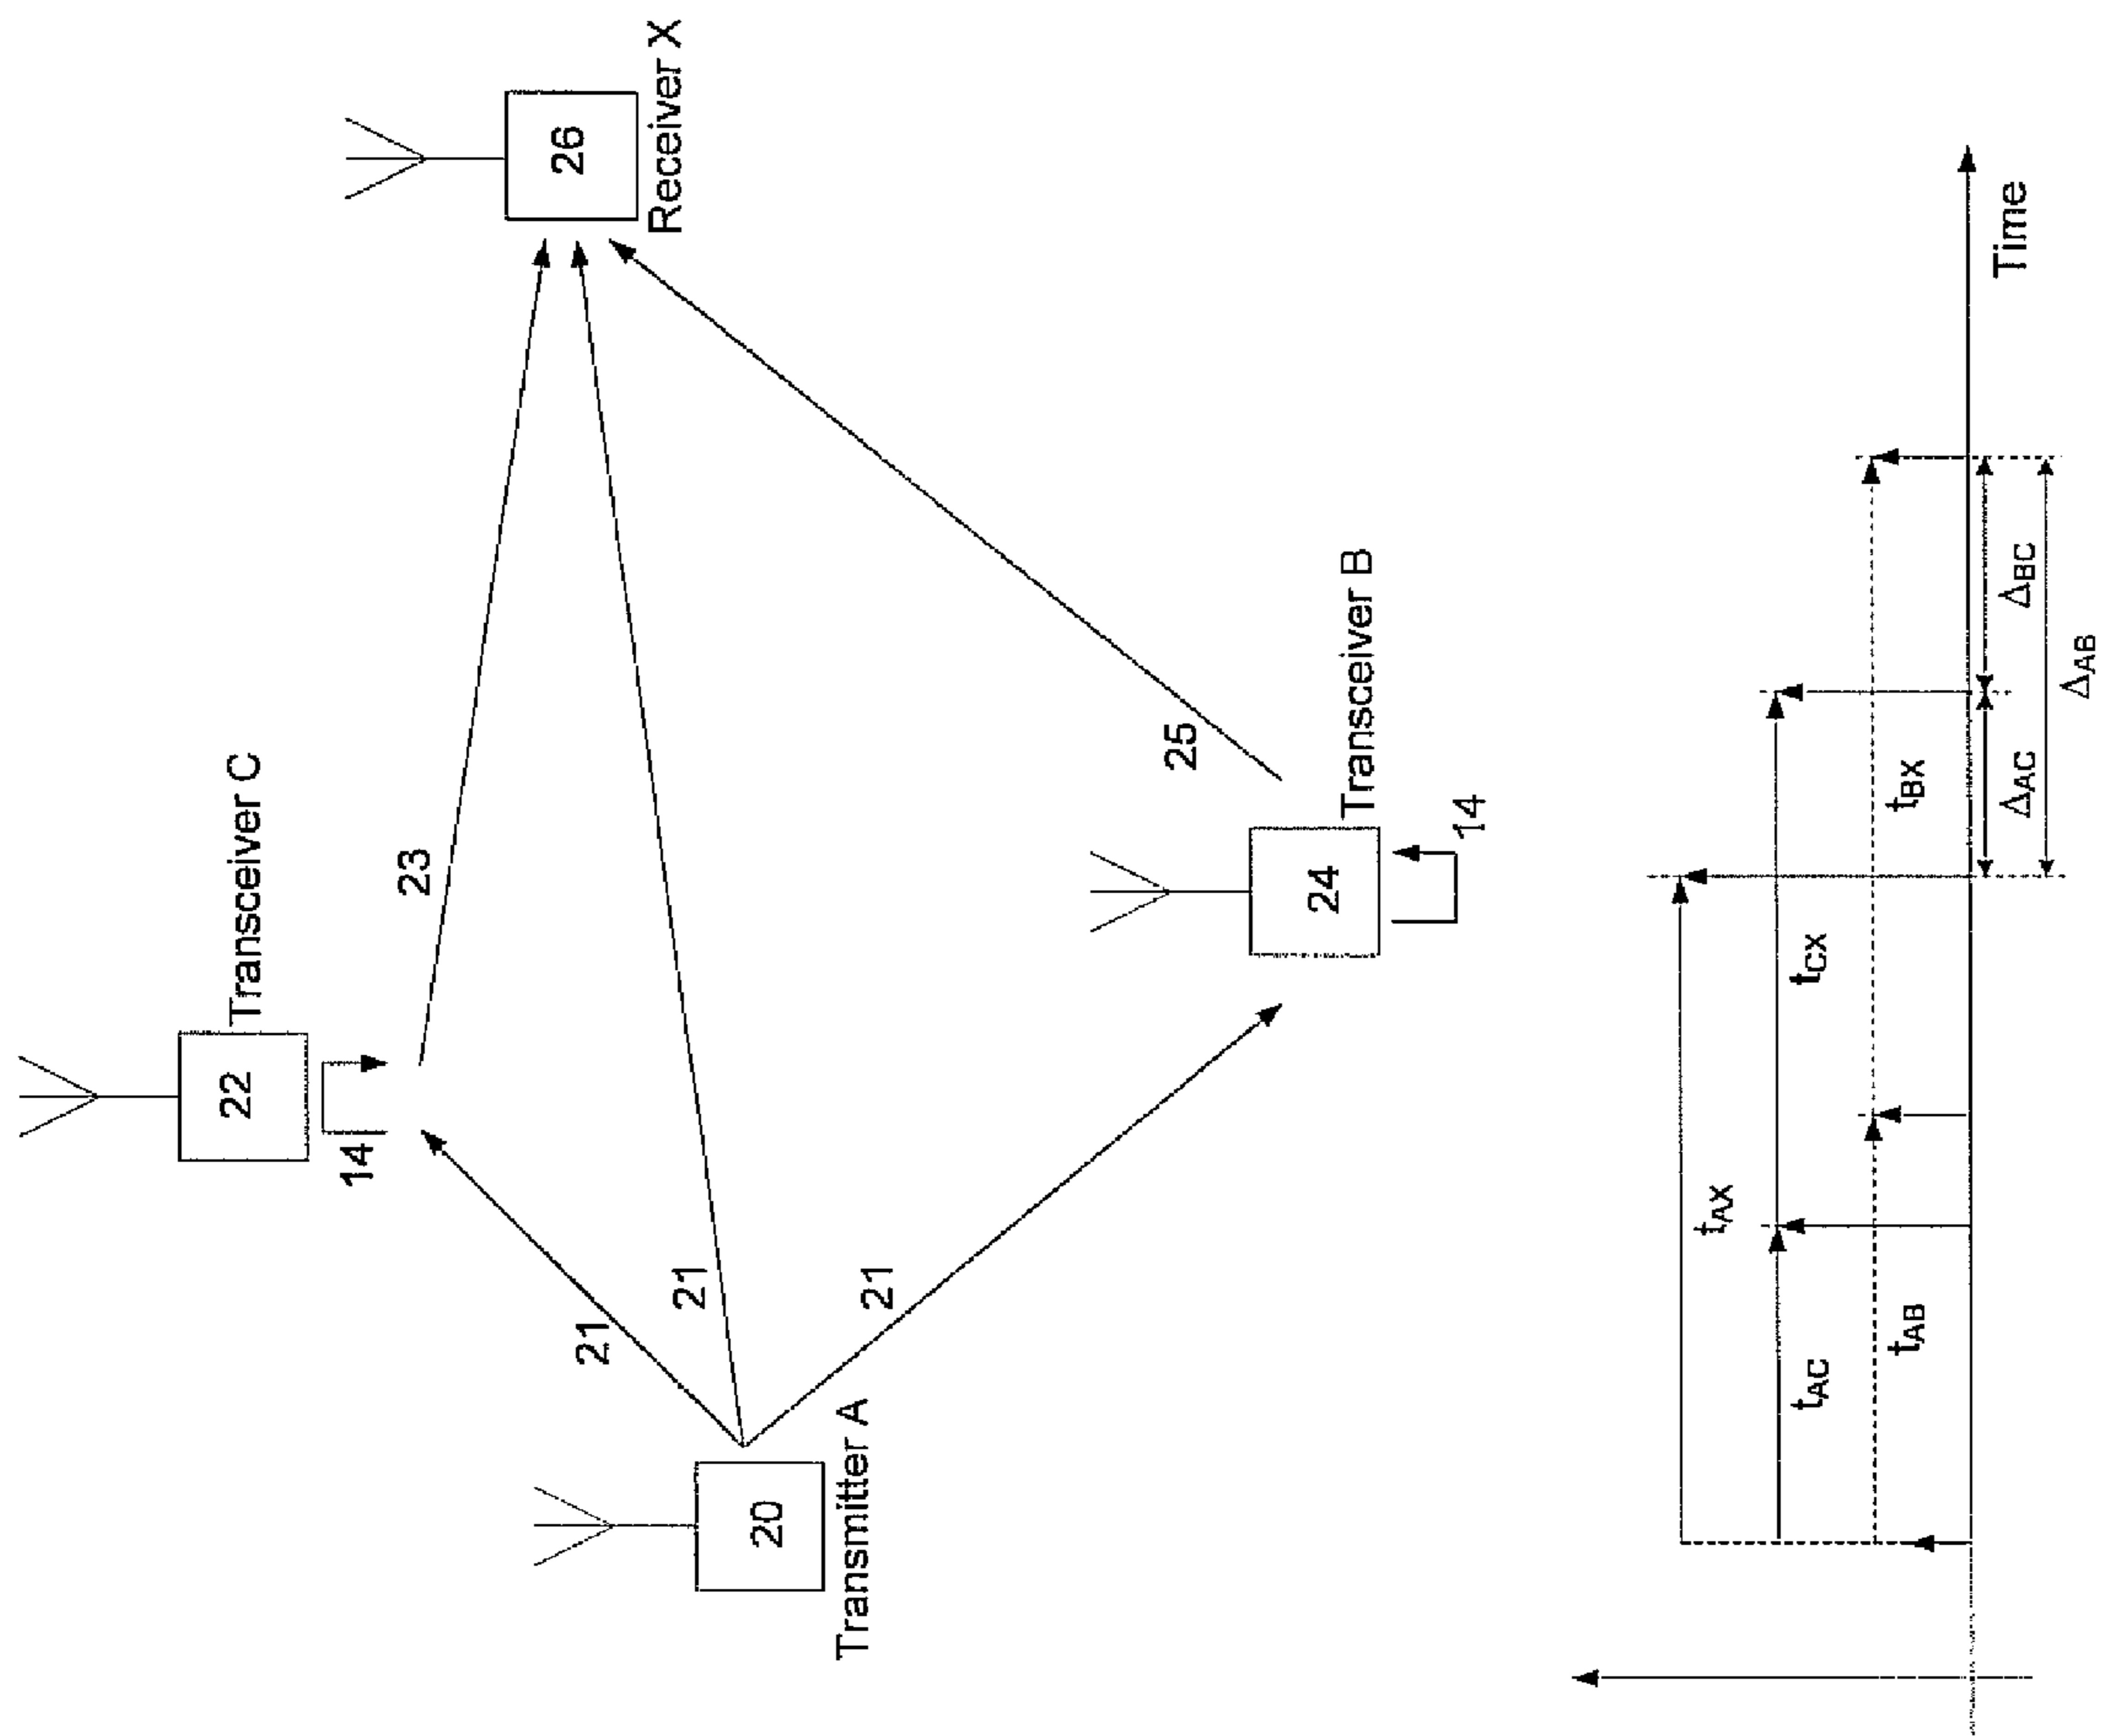 22
Transceiver C
14
23
26
Receiver X
21
21
21
20
Transmitter A
25
24
Transceiver B
14
tAX
tAC
tCX
tAB
tBX
Time
ΔAC
ΔBC
ΔAB